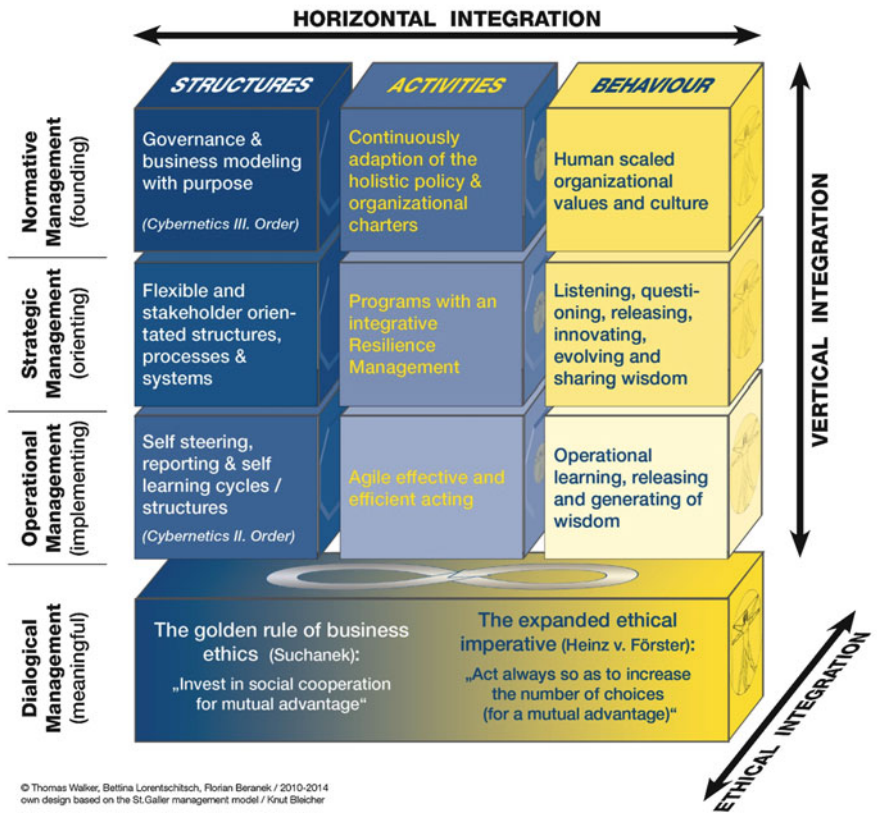 HORIZONTAL INTEGRATION
STRUCTURES
ACTIVITIES
BEHAVIOUR
Normative
Management
(founding)
Governance &
business modeling
with purpose
(Cybernetics III. Order)
Continuously
adaption of the
holistic policy &
organizational
charters
Human scaled
organizational
values and culture
Strategic
Management
(orienting)
Flexible and
stakeholder orien-
tated structures,
processes &
systems
Programs with an
integrative
Resilience
Management
Listening, questi-
oning, releasing,
innovating,
evolving and
sharing wisdom
Operational
Management
(implementing)
Self steering,
reporting & self
learning cycles /
structures
(Cybernetics II. Order)
Agile effective and
efficient acting
Operational
learning, releasing
and generating of
wisdom
VERTICAL INTEGRATION
Dialogical
Management
(meaningful)
The golden rule of business
ethics (Suchanek):
„Invest in social cooperation
for mutual advantage“
The expanded ethical
imperative (Heinz v. Förster):
„Act always so as to increase
the number of choices
(for a mutual advantage)“
ETHICAL INTEGRATION
© Thomas Walker, Bettina Lorentschitsch, Florian Beranek / 2010-2014
own design based on the St.Galler management model / Knut Bleicher